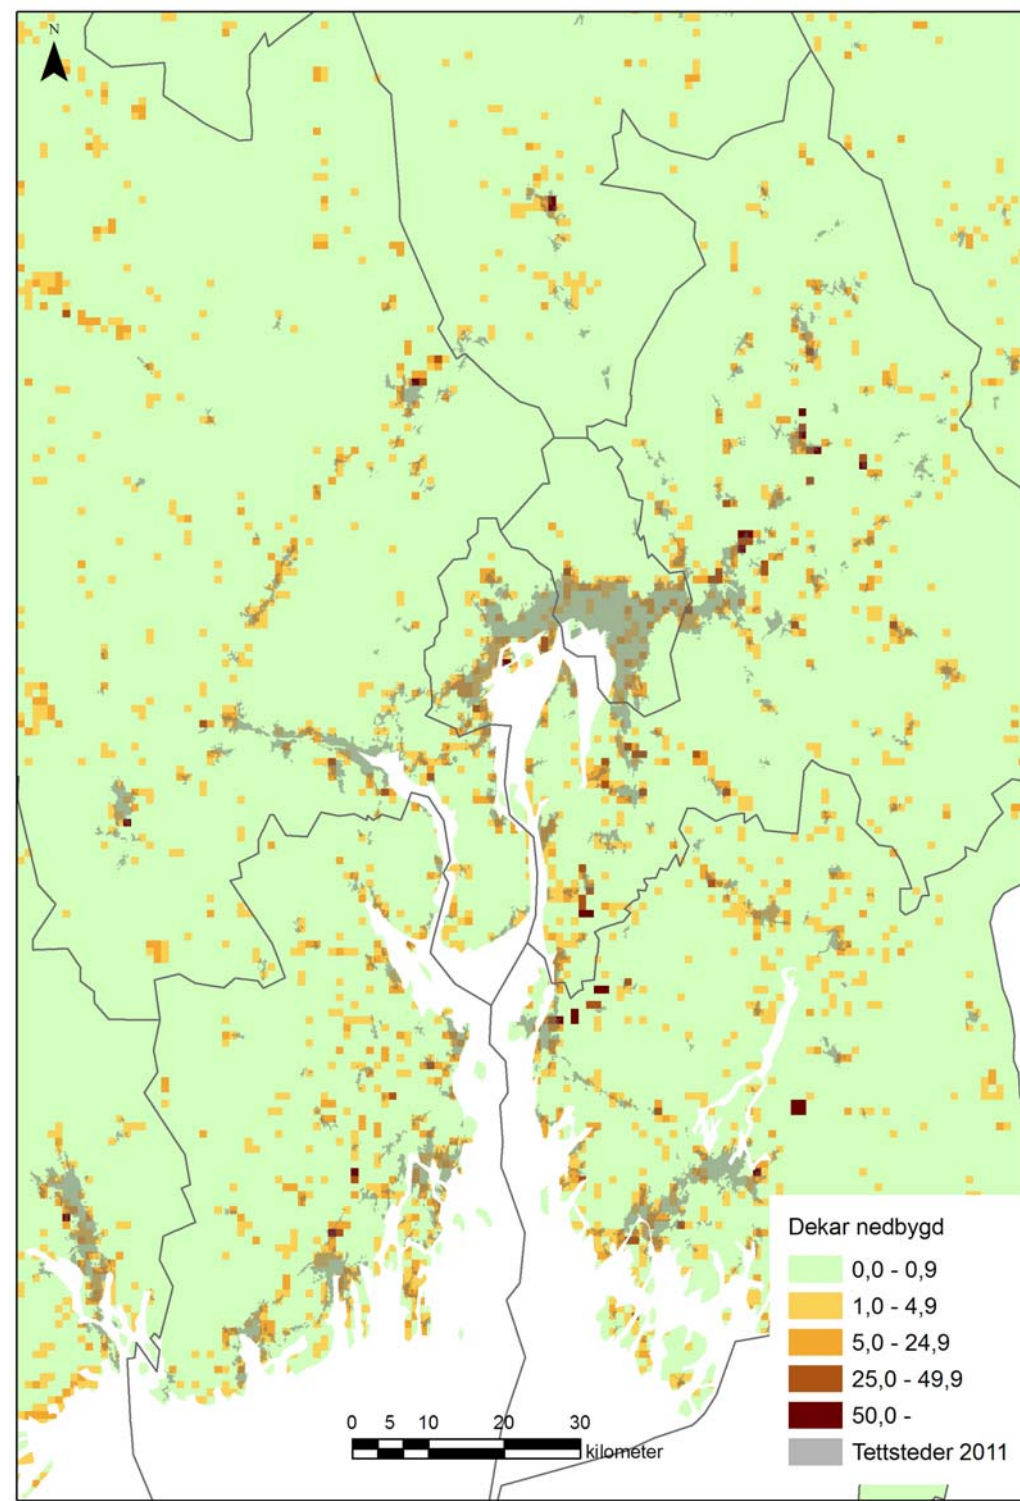 N
Dekar nedbygd
0,0 - 0,9
1,0 - 4,9
5,0 - 24,9
25,0 - 49,9
50,0 -
Tettsteder 2011
0 5 10 20 30
kilometer